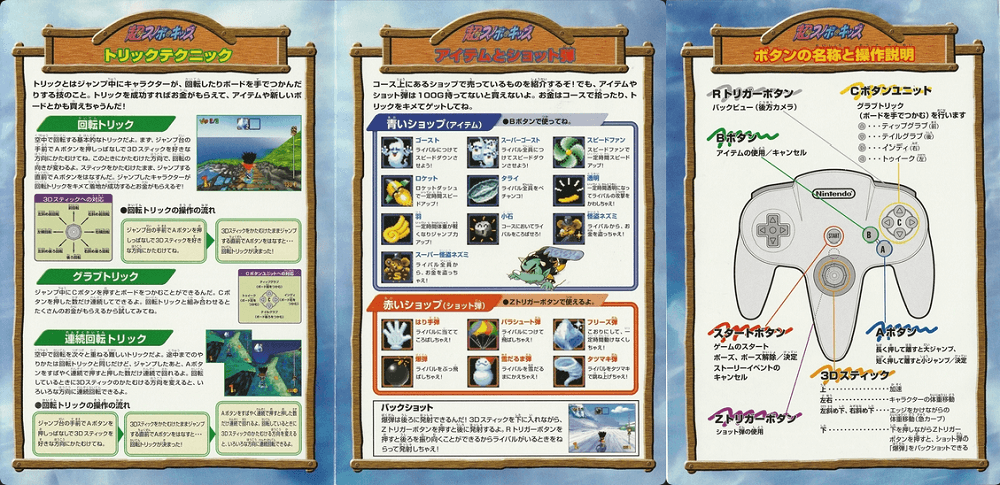 超スノボキッズ
トリックテクニック
トリックとはジャンプ中にキャラクターが、回転したりボードを手でつかんだ
りする技のこと。トリックを成功すればお金がもらえて、アイテムや新しいボ
ードとかも買えちゃうんだ!
回転トリック
空中で回転する基本的なトリックだよ。まず、ジャンプ台の
手前でAボタンを押しっぱなしで3Dスティックを好きな
方向にかたむけてね。このときにかたむけた方向で、回転の
向きが変わるよ。スティックをかたむけたまま、ジャンプする
直前でAボタンをはなすんだ。ジャンプしたキャラクターが
回転トリックをキメて着地が成功するとお金がもらえるぞ!
3Dスティックへの対応
●回転トリックの操作の流れ
ジャンプ台の手前でAボタンを押
しっぱなしで3Dスティックを好き
な方向にかたむけてね。
3Dスティックをかたむけたままジャンプ
する直前でAボタンをはなすと…
回転トリックが決まった!
グラブトリック
ジャンプ中にCボタンを押すとボードをつかむことができるんだ。Cボ
タンを押した数だけ連続してできるよ。回転トリックと組み合わせると
たくさんのお金がもらえるから試してみてね。
Cボタンユニットへの対応
連続回転トリック
空中で回転を次々と重ねる難しいトリックだよ。途中までのや
りかたは回転トリックと同じだけど、ジャンプしたあと、Aボタ
ンをすばやく連続で押すと押した数だけ連続で回れるよ。回転
しているときに3Dスティックのかたむける方向を変えると、い
ろいろな方向に連続回転できるよ。
●回転トリックの操作の流れ
ジャンプ台の手前でAボタンを押
しっぱなしで3Dスティックを好き
な方向にかたむけてね。
3Dスティックをかたむけたままジャンプ
する直前でAボタンをはなすと…
回転トリックが決まった!
Aボタンをすばやく連続で押すと押した数
だけ連続で回れるよ。回転しているときに
3Dスティックのかたむける方向を変える
と、いろいろな方向に連続回転できるよ。
超スノボキッズ
アイテムとショット弾
コース上にあるショップで売っているものを紹介するぞ!でも、アイテムや
ショット弾は100G持ってないと買えないよ。お金はコースで拾ったり、ト
リックをキメてゲットしてね。
青いショップ(アイテム)
●Bボタンで使ってね。
ゴースト
ライバルにつけて
スピードダウンさ
せよう!
スーパーゴースト
ライバル全員につ
けてスピードダウ
ンさせよう!
スピードファン
スピードファンで
一定時間スピード
アップ!
ロケット
ロケットダッシュ
で一定時間スピー
ドアップ!
タライ
ライバル全員をペ
チャンコ!
透明
一定時間透明になっ
てライバルの攻撃を
かわしちゃえ!
羽
一定時間体重が軽
くなりジャンプ力
アップ!
小石
コースにおいてライ
バルをころばせろ!
怪盗ネズミ
ライバルから、お
金を盗っちゃえ!
スーパー怪盗ネズミ
ライバル全員か
ら、お金を盗っち
ゃえ!
赤いショップ(ショット弾)
●Zトリガーボタンで使えるよ。
はり手弾
ライバルに当てて
ころばしちゃえ!
パラシュート弾
ライバルにつけて
飛ばしちゃえ!
フリーズ弾
こおりにして、一
定時間動けなくし
ちゃえ!
爆弾
ライバルをぶっ飛
ばしちゃえ!
雪だるま弾
ライバルを雪だる
まにかえちゃえ!
タツマキ弾
ライバルをタツマキ
で跳ね上げちゃえ!
バックショット
爆弾は後ろに発射できるんだ!3Dスティックを下に入れながら、
Zトリガーボタンを押すと後に発射するよ。Rトリガーボタン
を押すと後ろを振り向くことができるからライバルがいるときをね
らって発射しちゃえ!
超スノボキッズ
ボタンの名称と操作説明
Rトリガーボタン
バックビュー(後方カメラ)
Bボタン
アイテムの使用/キャンセル
Cボタンユニット
グラブトリック
(ボードを手でつかむ)を行います
・・・ティップグラブ(前)
・・・テイルグラブ(後)
・・・インディ(右)
・・・トゥイーク(左)
Nintendo
START
B
A
C
スタートボタン
ゲームのスタート
ポーズ、ポーズ解除/決定
ストーリーイベントの
キャンセル
Aボタン
長く押して離すと大ジャンプ、
短く押して離すと小ジャンプ/決定
3Dスティック
上・・・加速
左右・・・キャラクターの体重移動
左斜め下、右斜め下・・・エッジをかけながらの
体重移動(急カーブ)
下・・・下を押しながらZトリガー
ボタンを押すと、ショット弾の
「爆弾」をバックショットできる
Zトリガーボタン
ショット弾の使用